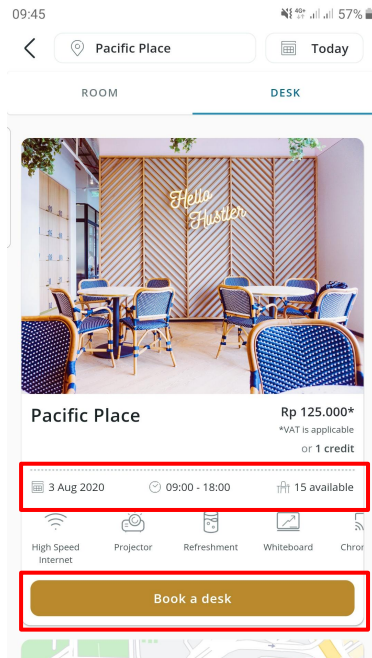 09:45
4G+
57%
Pacific Place
Today
ROOM
DESK
Hello
Hustler
Pacific Place
Rp 125.000*
*VAT is applicable
or 1 credit
3 Aug 2020
09:00 - 18:00
15 available
High Speed
Internet
Projector
Refreshment
Whiteboard
Chror
Book a desk